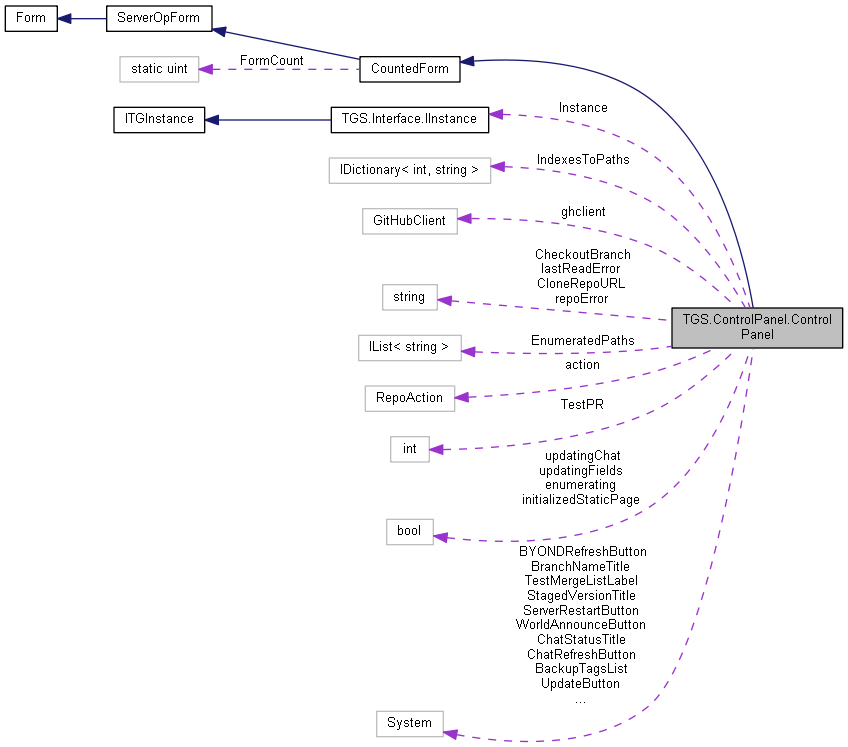 Form
ServerOpForm
static uint
FormCount
CountedForm
ITGInstance
TGS.Interface.IInstance
Instance
IDictionary< int, string >
IndexesToPaths
GitHubClient
ghclient
CheckoutBranch
lastReadError
CloneRepoURL
repoError
string
TGS.ControlPanel.Control
Panel
IList< string >
EnumeratedPaths
action
RepoAction
TestPR
int
updatingChat
updatingFields
enumerating
initializedStaticPage
bool
BYONDRefreshButton
BranchNameTitle
TestMergeListLabel
StagedVersionTitle
ServerRestartButton
WorldAnnounceButton
ChatStatusTitle
ChatRefreshButton
BackupTagsList
UpdateButton
...
System